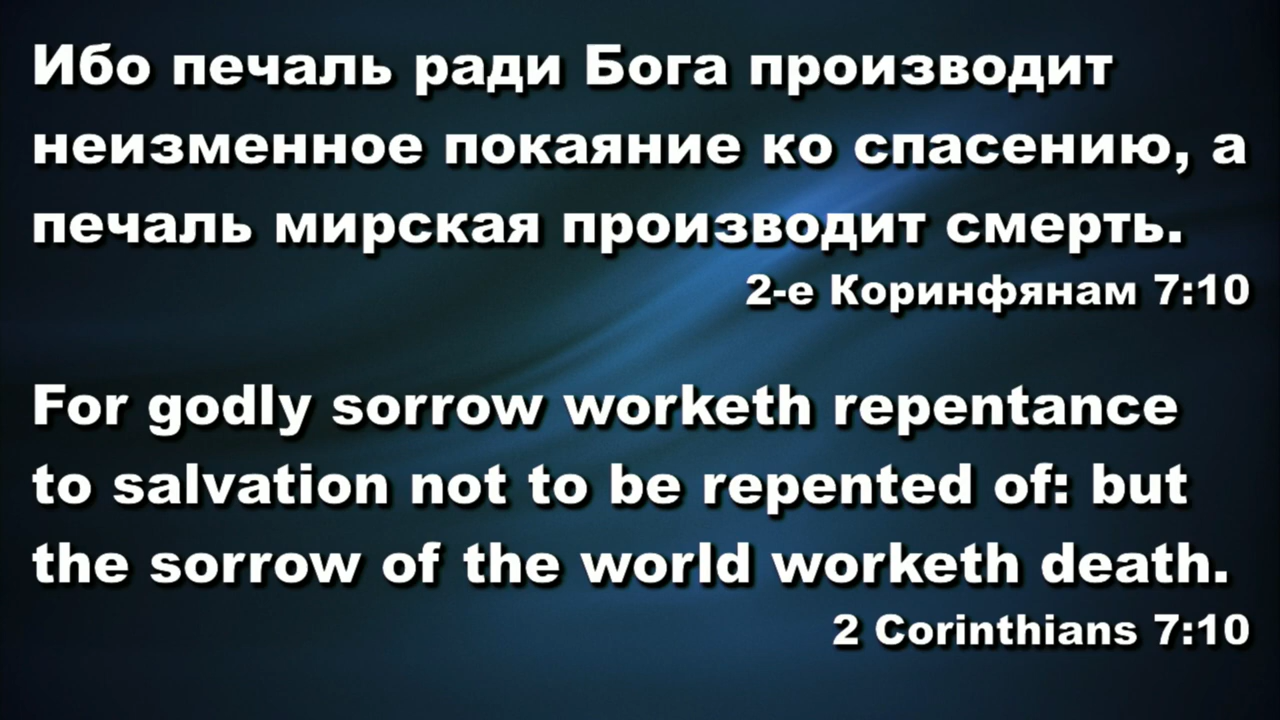 Ибо печаль ради Бога производит
неизменное покаяние ко спасению, а
печаль мирская производит смерть.
2-е Коринфянам 7:10
For godly sorrow worketh repentance
to salvation not to be repented of: but
the sorrow of the world worketh death.
2 Corinthians 7:10